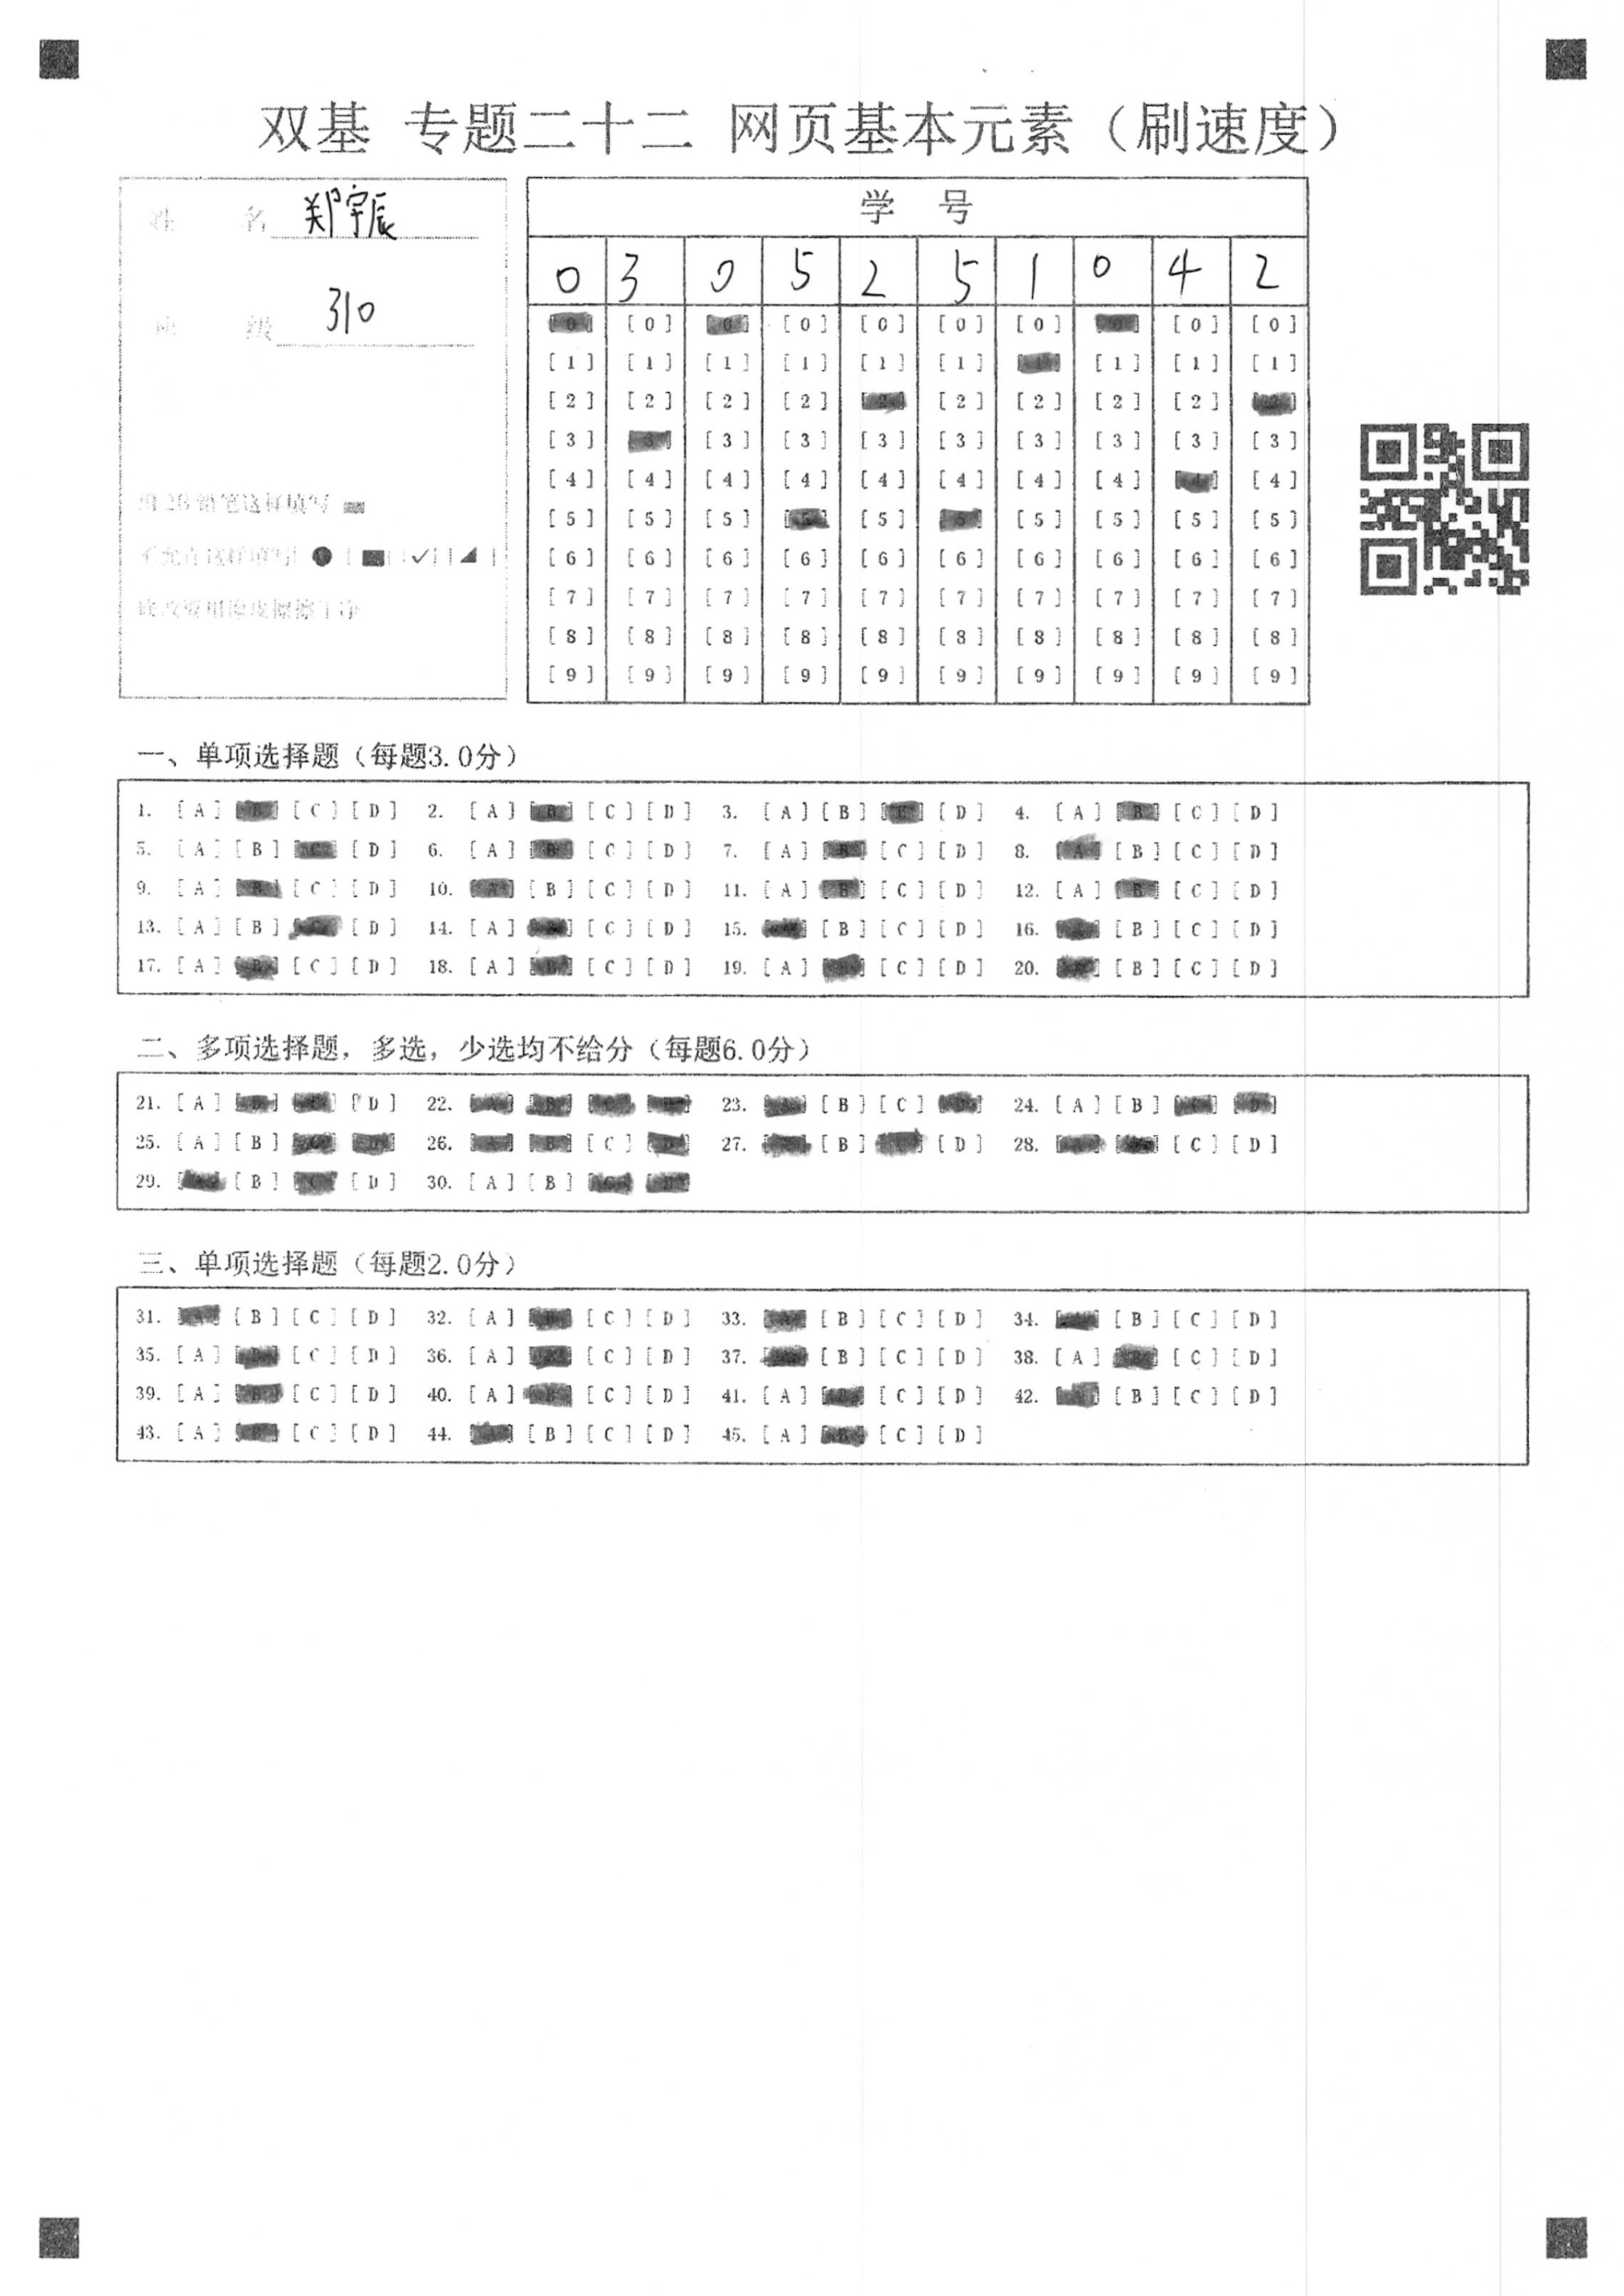 双基 专题二十二 网页基本元素（刷速度）
姓 名 郑宇辰
级 310
用2B铅笔这样填写
不允许这样填写
修改要用橡皮擦擦干净
学 号
0 3 0 5 2 5 1 0 4 2
[0] [0] [0] [0] [0] [0] [0] [0] [0] [0]
[1] [1] [1] [1] [1] [1] [1] [1] [1] [1]
[2] [2] [2] [2] [2] [2] [2] [2] [2] [2]
[3] [3] [3] [3] [3] [3] [3] [3] [3] [3]
[4] [4] [4] [4] [4] [4] [4] [4] [4] [4]
[5] [5] [5] [5] [5] [5] [5] [5] [5] [5]
[6] [6] [6] [6] [6] [6] [6] [6] [6] [6]
[7] [7] [7] [7] [7] [7] [7] [7] [7] [7]
[8] [8] [8] [8] [8] [8] [8] [8] [8] [8]
[9] [9] [9] [9] [9] [9] [9] [9] [9] [9]
一、单项选择题（每题3.0分）
1. [A] [B] [C] [D] 2. [A] [B] [C] [D] 3. [A] [B] [C] [D] 4. [A] [B] [C] [D]
5. [A] [B] [C] [D] 6. [A] [B] [C] [D] 7. [A] [B] [C] [D] 8. [A] [B] [C] [D]
9. [A] [B] [C] [D] 10. [A] [B] [C] [D] 11. [A] [B] [C] [D] 12. [A] [B] [C] [D]
13. [A] [B] [C] [D] 14. [A] [B] [C] [D] 15. [A] [B] [C] [D] 16. [A] [B] [C] [D]
17. [A] [B] [C] [D] 18. [A] [B] [C] [D] 19. [A] [B] [C] [D] 20. [A] [B] [C] [D]
二、多项选择题，多选，少选均不给分（每题6.0分）
21. [A] [B] [C] [D] 22. [A] [B] [C] [D] 23. [A] [B] [C] [D] 24. [A] [B] [C] [D]
25. [A] [B] [C] [D] 26. [A] [B] [C] [D] 27. [A] [B] [C] [D] 28. [A] [B] [C] [D]
29. [A] [B] [C] [D] 30. [A] [B] [C] [D]
三、单项选择题（每题2.0分）
31. [A] [B] [C] [D] 32. [A] [B] [C] [D] 33. [A] [B] [C] [D] 34. [A] [B] [C] [D]
35. [A] [B] [C] [D] 36. [A] [B] [C] [D] 37. [A] [B] [C] [D] 38. [A] [B] [C] [D]
39. [A] [B] [C] [D] 40. [A] [B] [C] [D] 41. [A] [B] [C] [D] 42. [A] [B] [C] [D]
43. [A] [B] [C] [D] 44. [A] [B] [C] [D] 45. [A] [B] [C] [D]